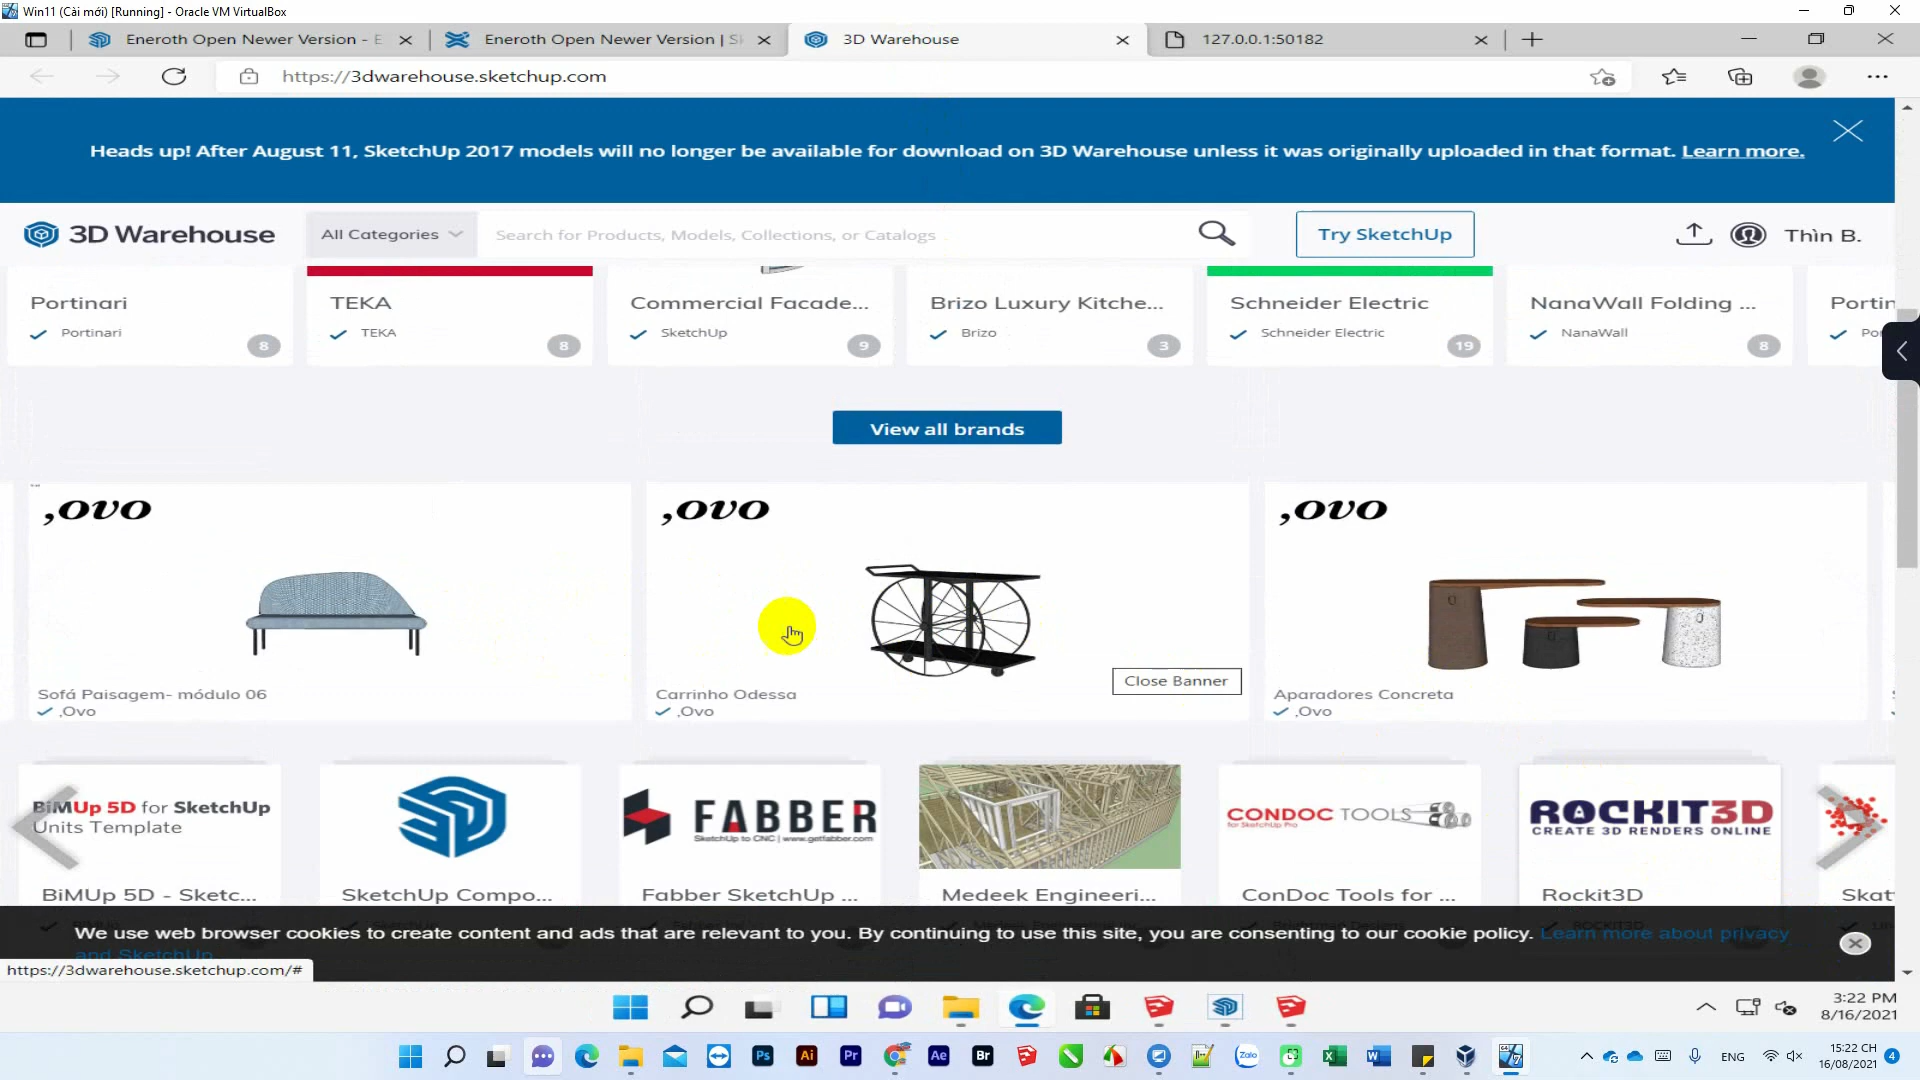 Win11 (Cài mới) [Running] - Oracle VM VirtualBox
Eneroth Open Newer Version - E
Eneroth Open Newer Version | Sk
3D Warehouse
127.0.0.1:50182
https://3dwarehouse.sketchup.com
Heads up! After August 11, SketchUp 2017 models will no longer be available for download on 3D Warehouse unless it was originally uploaded in that format. Learn more.
3D Warehouse
All Categories
Search for Products, Models, Collections, or Catalogs
Try SketchUp
Thìn B.
Portinari
TEKA
Commercial Facade...
Brizo Luxury Kitche...
Schneider Electric
NanaWall Folding ...
Portin
Portinari
TEKA
SketchUp
Brizo
Schneider Electric
NanaWall
Po
8
8
9
3
19
8
View all brands
,ovo
,ovo
,ovo
Close Banner
Sofá Paisagem- módulo 06
,Ovo
Carrinho Odessa
,Ovo
Aparadores Concreta
,Ovo
BiMUp 5D for SketchUp
Units Template
FABBER
SketchUp to CNC | www.getfabber.com
CONDOC TOOLS
for SketchUp Pro
ROCKIT3D
CREATE 3D RENDERS ONLINE
BiMUp 5D - Sketc...
SketchUp Compo...
Fabber SketchUp ...
Medeek Engineeri...
ConDoc Tools for ...
Rockit3D
Skat
We use web browser cookies to create content and ads that are relevant to you. By continuing to use this site, you are consenting to our cookie policy. Learn more about privacy
and SketchUp.
https://3dwarehouse.sketchup.com/#
3:22 PM
8/16/2021
Ps
Ai
Pr
Ae
Br
Zalo
ENG
15:22 CH
16/08/2021
4